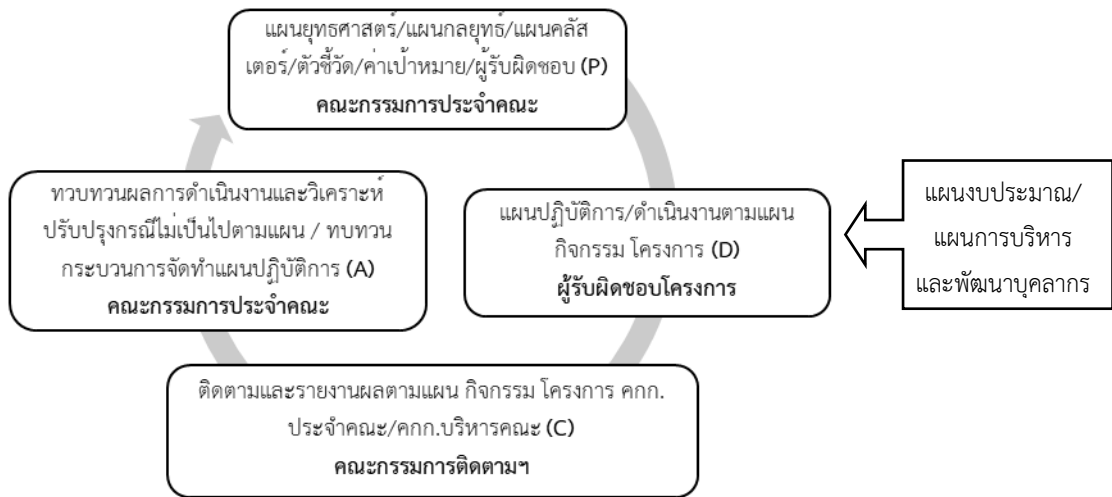 แผนยุทธศาสตร์/แผนกลยุทธ์/แผนคลัส
เตอร์/ตัวชี้วัด/ค่าเป้าหมาย/ผู้รับผิดชอบ (P)
คณะกรรมการประจำคณะ
แผนปฏิบัติการ/ดำเนินงานตามแผน
กิจกรรม โครงการ (D)
ผู้รับผิดชอบโครงการ
แผนงบประมาณ/
แผนการบริหาร
และพัฒนาบุคลากร
ติดตามและรายงานผลตามแผน กิจกรรม โครงการ คกก.
ประจำคณะ/คกก.บริหารคณะ (C)
คณะกรรมการติดตามฯ
ทวบทวนผลการดำเนินงานและวิเคราะห์
ปรับปรุงกรณีไม่เป็นไปตามแผน / ทบทวน
กระบวนการจัดทำแผนปฏิบัติการ (A)
คณะกรรมการประจำคณะ